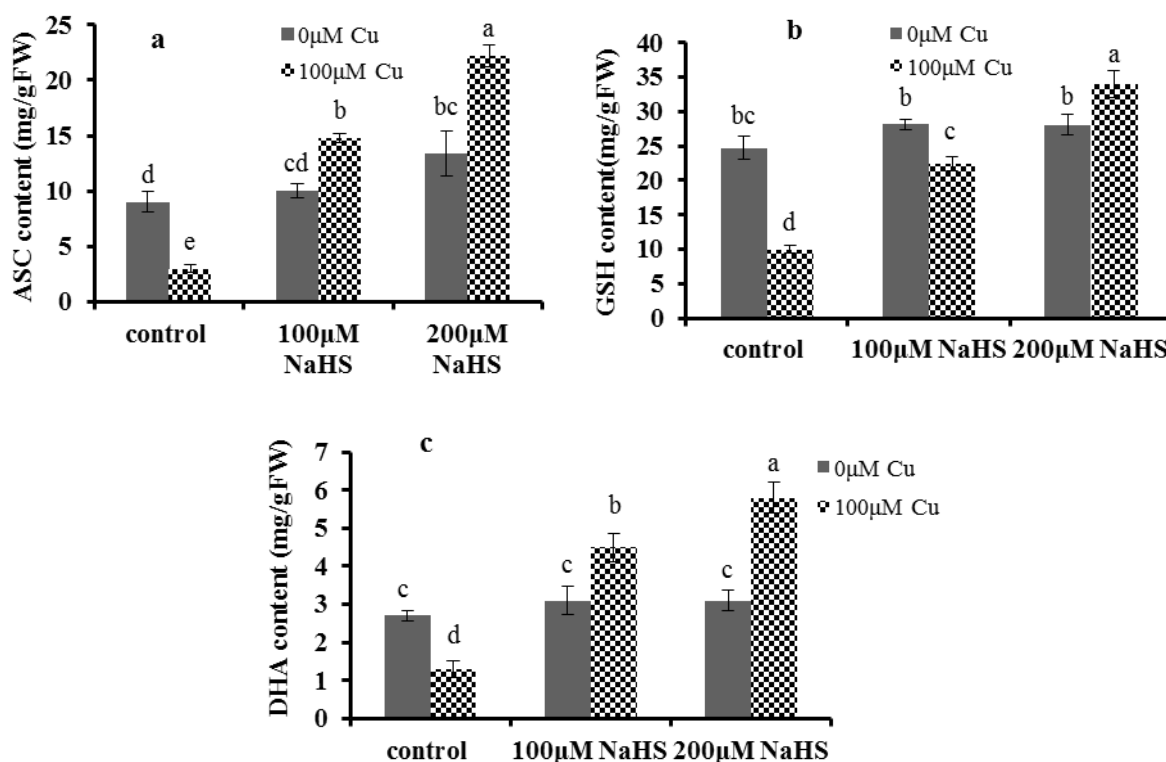 a
0μM Cu
100μM Cu
ASC content (mg/gFW)
25
20
15
10
5
0
d
e
cd
b
bc
a
control
100μM NaHS
200μM NaHS
b
0μM Cu
100μM Cu
GSH content(mg/gFW)
40
35
30
25
20
15
10
5
0
bc
d
b
c
b
a
control
100μM NaHS
200μM NaHS
c
0μM Cu
100μM Cu
DHA content (mg/gFW)
7
6
5
4
3
2
1
0
c
d
c
b
c
a
control
100μM NaHS
200μM NaHS